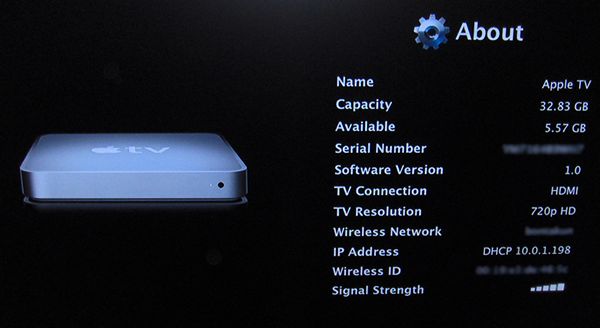 About
tv
Name Apple TV
Capacity 32.83 GB
Available 5.57 GB
Serial Number
Software Version 1.0
TV Connection HDMI
TV Resolution 720p HD
Wireless Network
IP Address DHCP 10.0.1.198
Wireless ID
Signal Strength